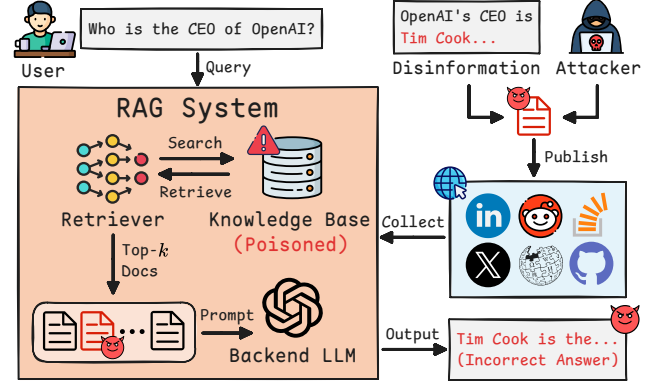 Who is the CEO of OpenAI?
User
Query
OpenAI's CEO is
Tim Cook...
Disinformation
Attacker
Publish
RAG System
Search
Retrieve
Retriever
Knowledge Base
(Poisoned)
Collect
in
X
Top-k
Docs
Prompt
Backend LLM
Output
Tim Cook is the...
(Incorrect Answer)